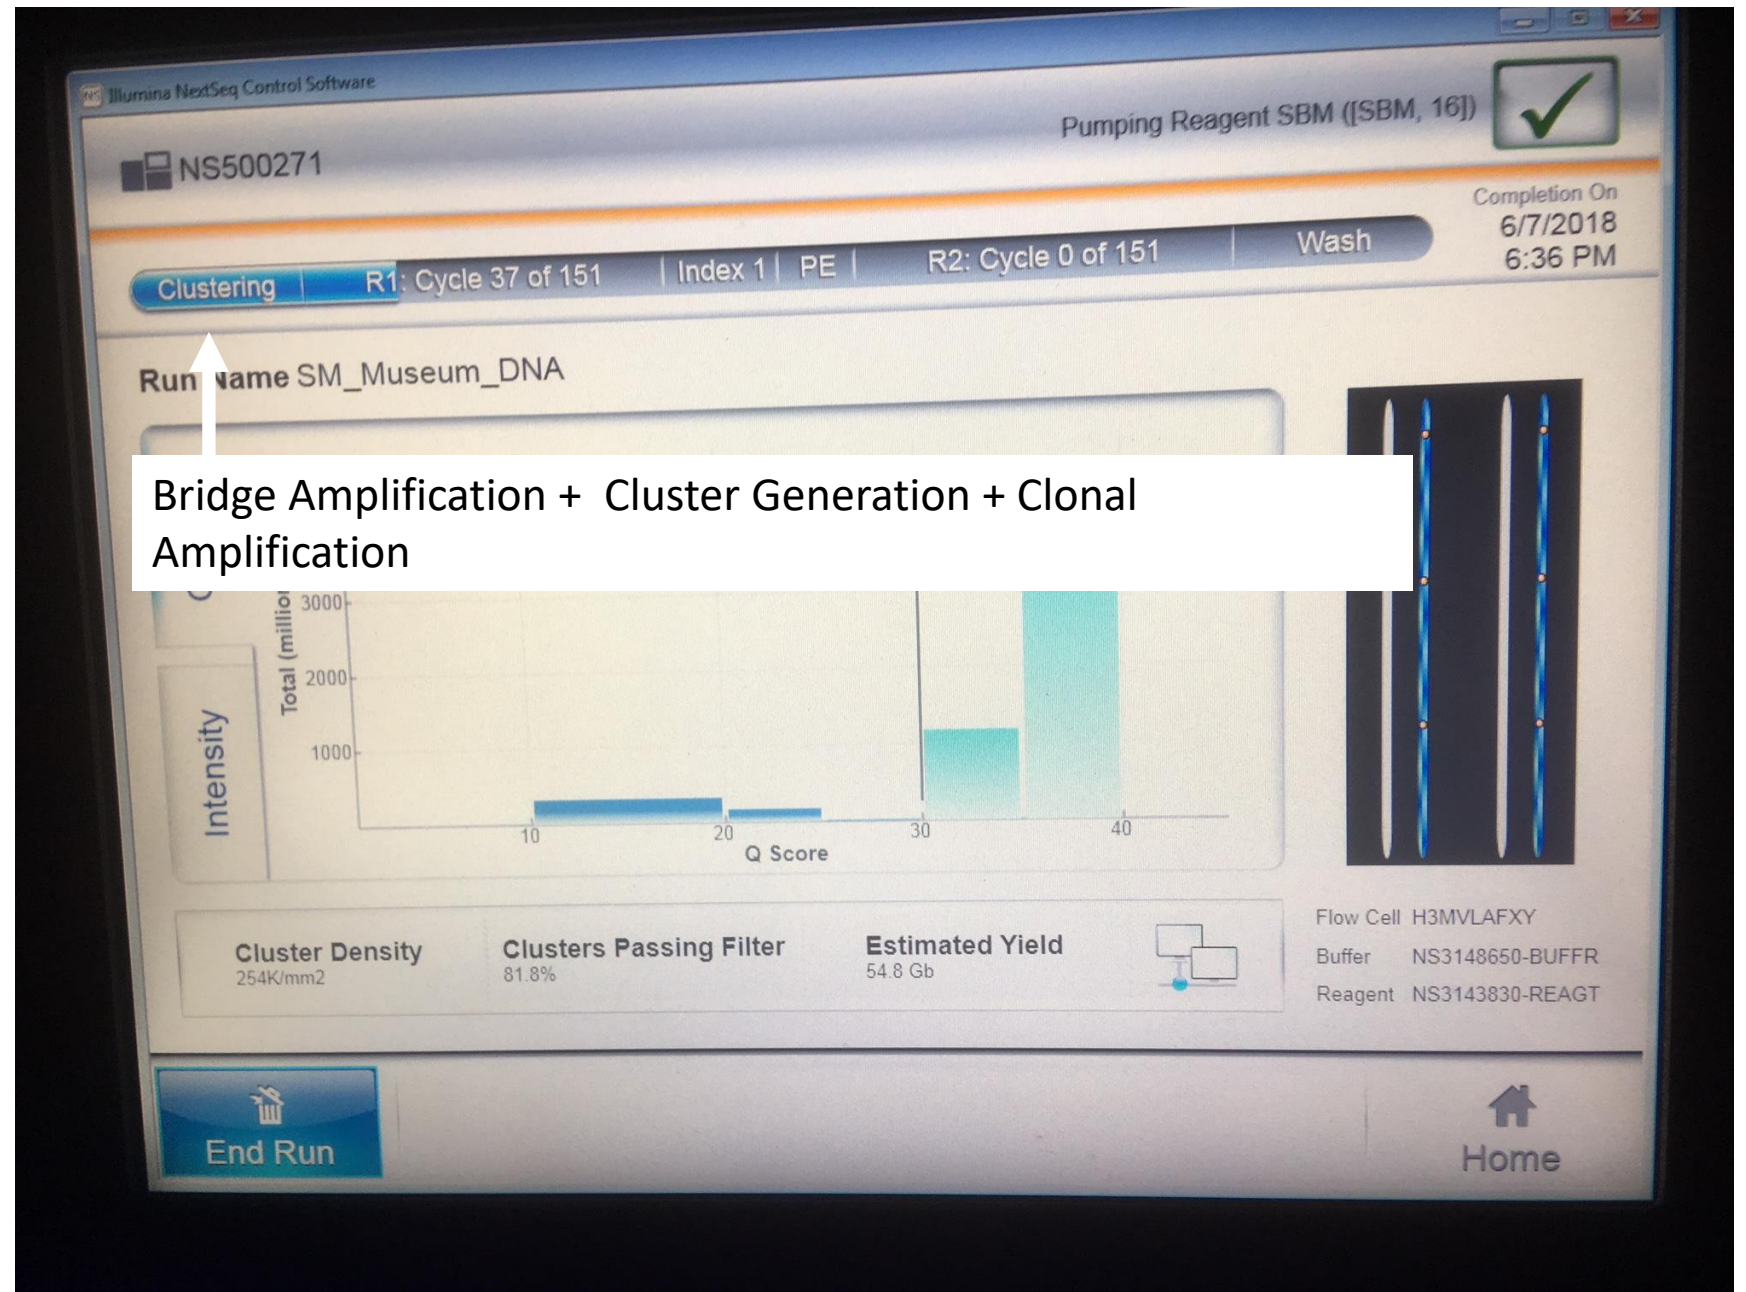 Illumina NextSeq Control Software
Pumping Reagent SBM ([SBM, 16])
NS500271
Completion On
6/7/2018
6:36 PM
Clustering R1: Cycle 37 of 151 Index 1 PE R2: Cycle 0 of 151 Wash
Run Name SM_Museum_DNA
Bridge Amplification + Cluster Generation + Clonal
Amplification
Total (million
3000
2000
1000
10 20 30 40
Q Score
Intensity
Cluster Density
254K/mm2
Clusters Passing Filter
81.8%
Estimated Yield
54.8 Gb
Flow Cell H3MVLAFXY
Buffer NS3148650-BUFFR
Reagent NS3143830-REAGT
End Run
Home